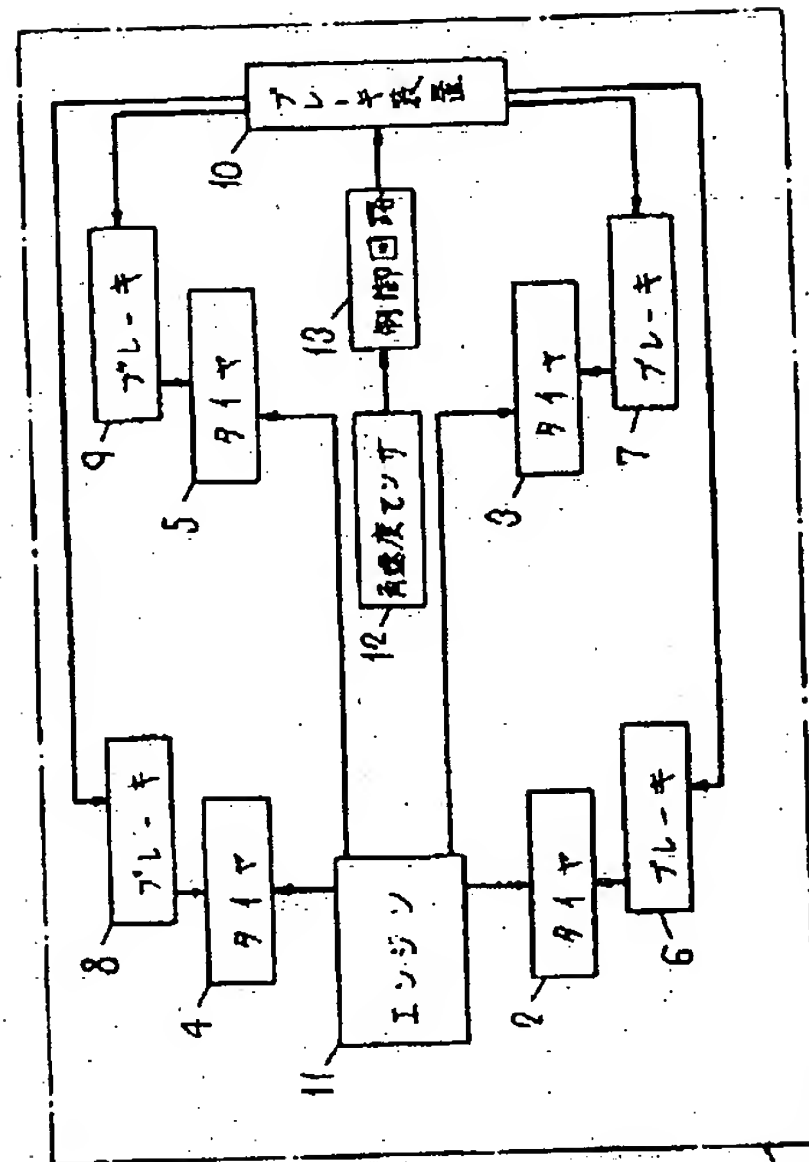 ブレーキ装置
10
ブレーキ
9
タイヤ
5
制御回路
13
タイヤ
3
ブレーキ
7
角速度センサ
12
ブレーキ
8
タイヤ
4
エンジン
11
タイヤ
2
ブレーキ
6